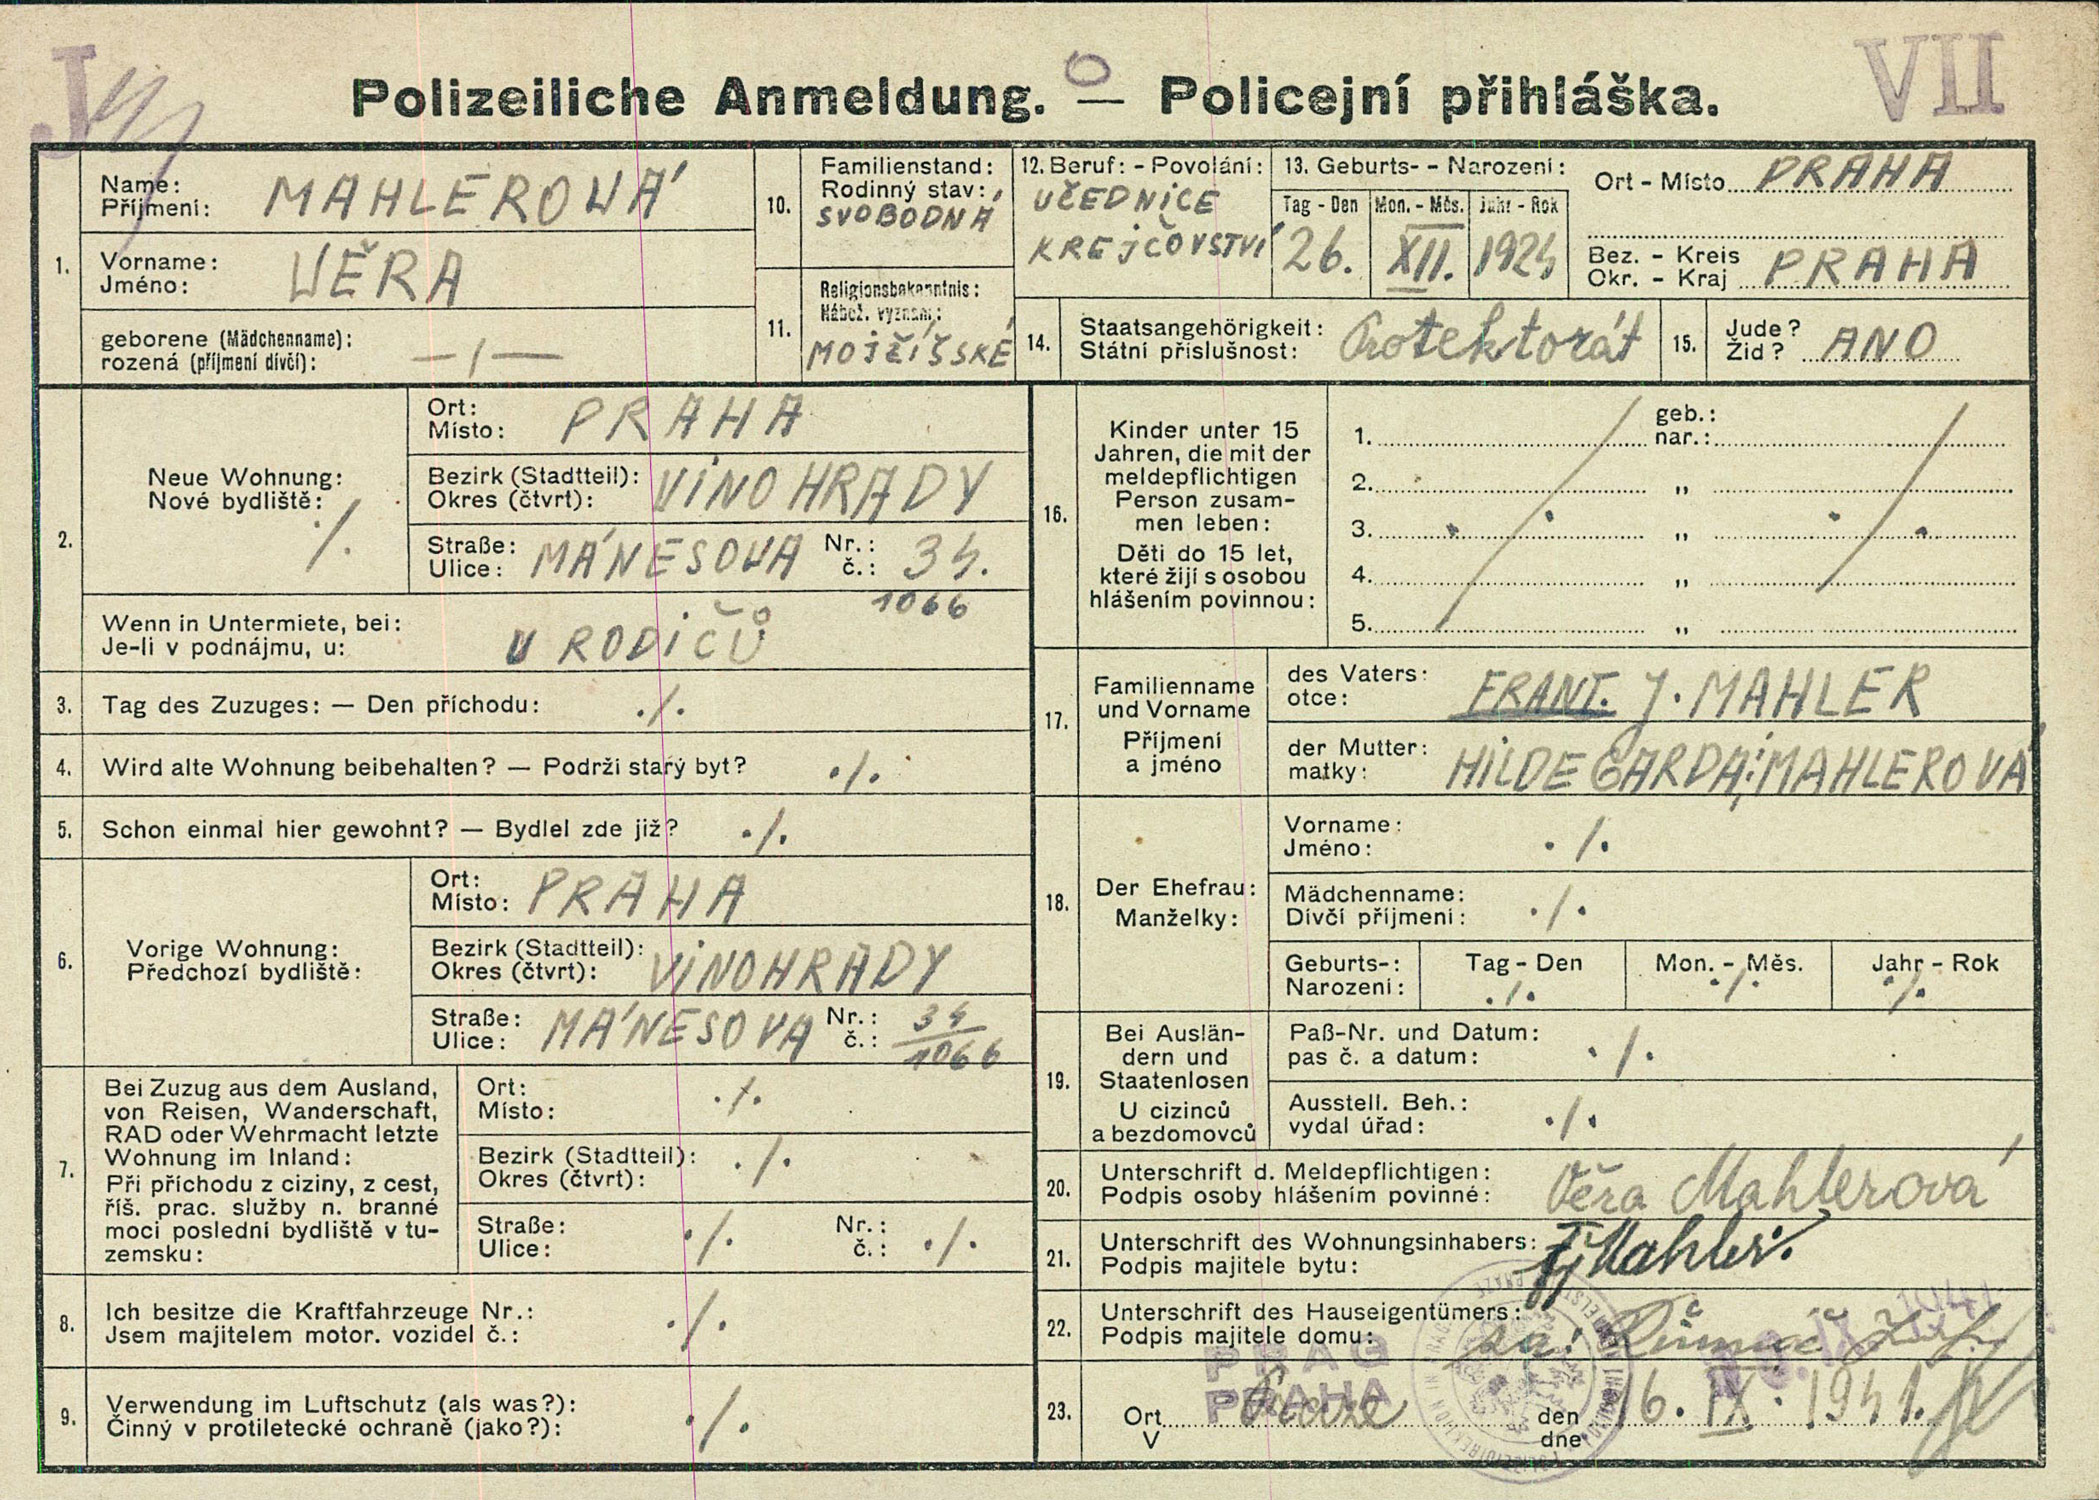 J
VII
Polizeiliche Anmeldung. — Policejní přihláška.
1.
Name:
Příjmení:
MAHLEROVÁ
Vorname:
Jméno:
VĚRA
geborene (Mädchenname):
rozená (příjmení dívčí):
—/—
10.
Familienstand:
Rodinný stav:
SVOBODNÁ
11.
Religionsbekenntnis:
Nábož. vyznání:
MOJŽÍŠSKÉ
12. Beruf: - Povolání:
UČEDNICE
KREJČOVSTVÍ
13. Geburts- - Narození:
Tag - Den Mon. - Měs. Jahr - Rok
26. XII. 1924
Ort - Místo PRAHA
Bez. - Kreis
Okr. - Kraj PRAHA
14.
Staatsangehörigkeit:
Státní příslušnost:
Protektorát
15.
Jude?
Žid? ANO
2.
Neue Wohnung:
Nové bydliště:
./.
Ort:
Místo: PRAHA
Bezirk (Stadtteil):
Okres (čtvrt): VINOHRADY
Straße:
Ulice: MÁNESOVA
Nr.:
č.: 34.
1066
Wenn in Untermiete, bei:
Je-li v podnájmu, u: U RODIČŮ
3. Tag des Zuzuges: — Den příchodu: ./.
4. Wird alte Wohnung beibehalten? — Podrží starý byt? ./.
5. Schon einmal hier gewohnt? — Bydlel zde již? ./.
6.
Vorige Wohnung:
Předchozí bydliště:
Ort:
Místo: PRAHA
Bezirk (Stadtteil):
Okres (čtvrt): VINOHRADY
Straße:
Ulice: MÁNESOVA
Nr.:
č.: 34
1066
7.
Bei Zuzug aus dem Ausland,
von Reisen, Wanderschaft,
RAD oder Wehrmacht letzte
Wohnung im Inland:
Při příchodu z ciziny, z cest,
říš. prac. služby n. branné
moci poslední bydliště v tu-
zemsku:
Ort:
Místo: ./.
Bezirk (Stadtteil):
Okres (čtvrt): ./.
Straße:
Ulice: ./.
Nr.:
č.: ./.
8.
Ich besitze die Kraftfahrzeuge Nr.:
Jsem majitelem motor. vozidel č.: ./.
9.
Verwendung im Luftschutz (als was?):
Činný v protiletecké ochraně (jako?): ./.
16.
Kinder unter 15
Jahren, die mit der
meldepflichtigen
Person zusam-
men leben:
Děti do 15 let,
které žijí s osobou
hlášením povinnou:
1. geb.:
nar.:
2. „
3. „
4. „
5. „
17.
Familienname
und Vorname
Příjmení
a jméno
des Vaters:
otce: FRANT. J. MAHLER
der Mutter:
matky: HILDEGARDA MAHLEROVÁ
18.
Der Ehefrau:
Manželky:
Vorname:
Jméno: ./.
Mädchenname:
Dívčí příjmení: ./.
Geburts-:
Narození:
Tag - Den Mon. - Měs. Jahr - Rok
./. ./. ./.
19.
Bei Auslän-
dern und
Staatenlosen
U cizinců
a bezdomovců
Paß-Nr. und Datum:
pas č. a datum: ./.
Ausstell. Beh.:
vydal úřad: ./.
20.
Unterschrift d. Meldepflichtigen:
Podpis osoby hlášením povinné: Věra Mahlerová
21.
Unterschrift des Wohnungsinhabers:
Podpis majitele bytu: FJMahler.
22.
Unterschrift des Hauseigentümers:
Podpis majitele domu:
PRAG
PRAHA
23.
Ort
V
den
dne
16. IX. 1941.